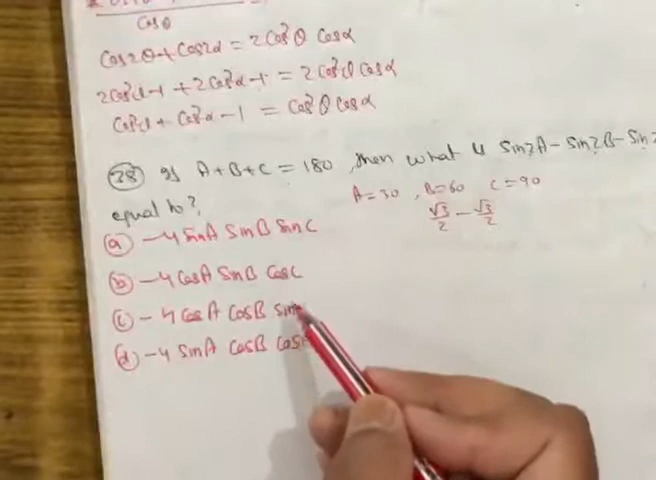 Cosθ
Cos2θ+Cos2α = 2Cos²θ Cosα
2Cos²θ-1 + 2Cos²α-1 = 2Cos²θ Cosα
Cos²θ + Cos²α - 1 = Cos²θ Cosα
(28) If A+B+C = 180, then what is Sin2A - Sin2B - Sin2
equal to?
A=30, B=60 C=90
√3/2 - √3/2
(a) -4 SinA SinB SinC
(b) -4 CosA SinB CosC
(c) -4 CosA CosB Sin
(d) -4 SinA CosB Cos